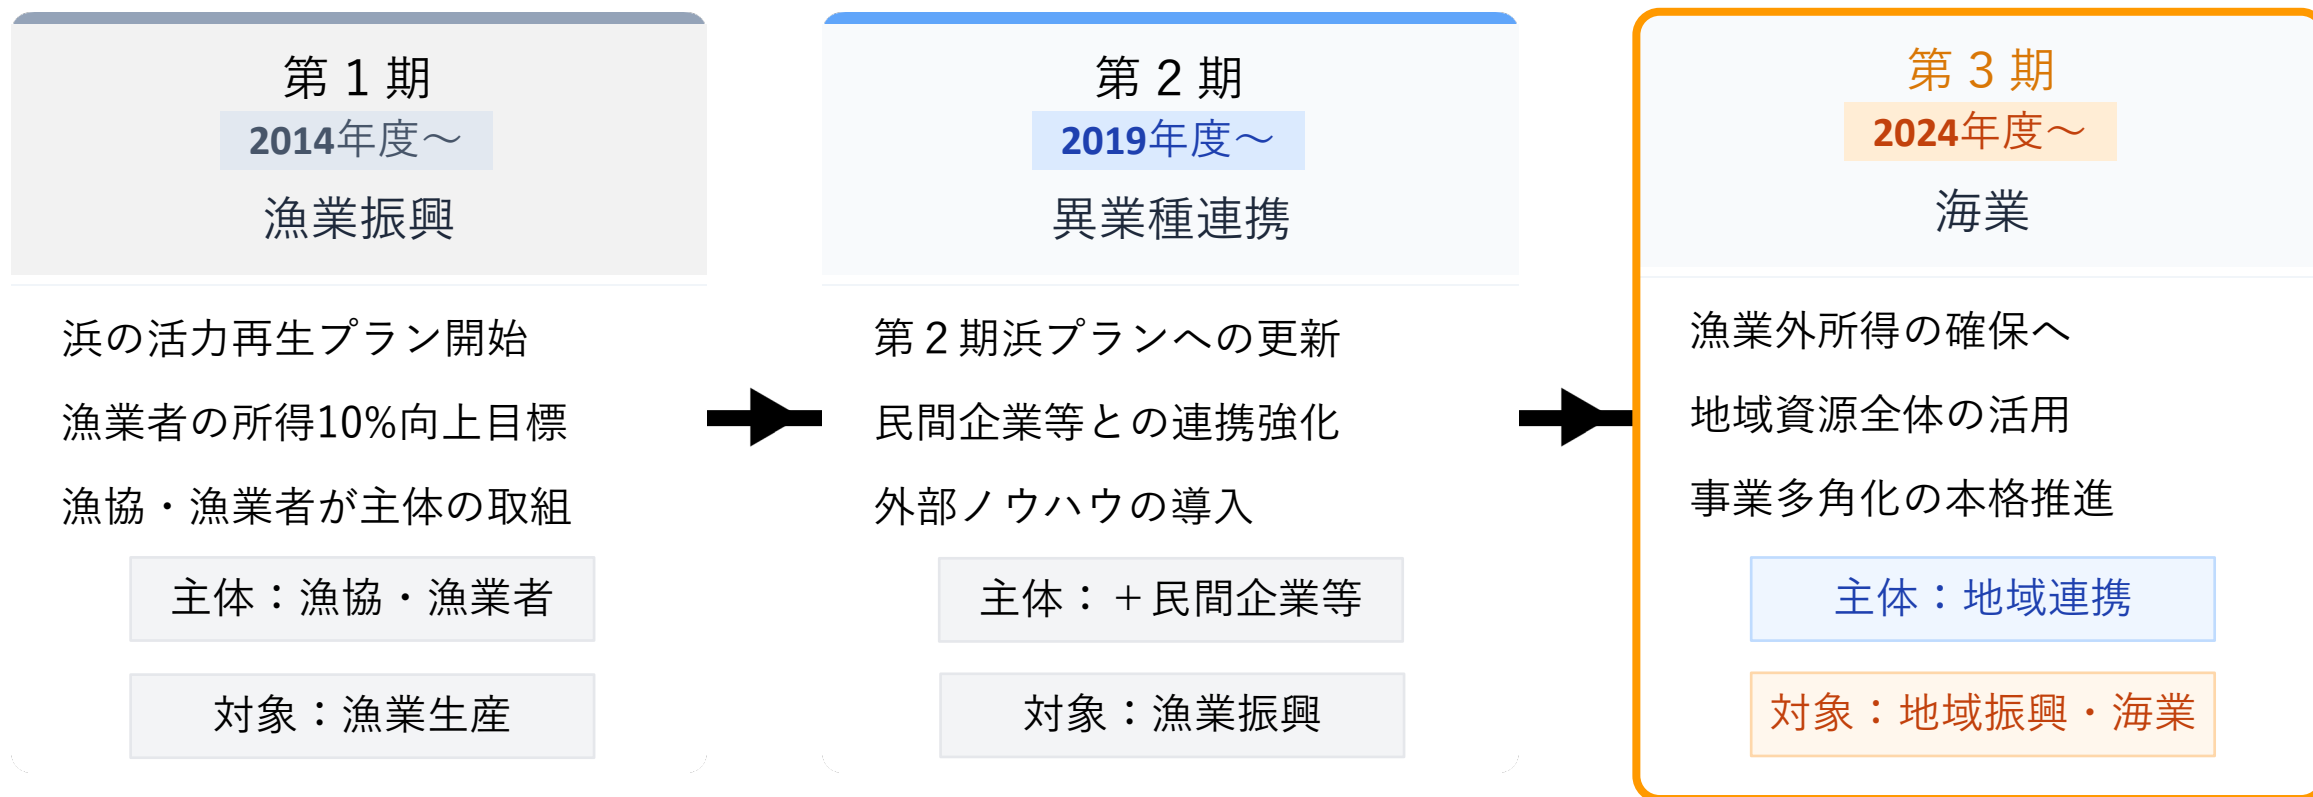 第１期
2014年度～
漁業振興
浜の活力再生プラン開始
漁業者の所得10%向上目標
漁協・漁業者が主体の取組
主体：漁協・漁業者
対象：漁業生産
第２期
2019年度～
異業種連携
第２期浜プランへの更新
民間企業等との連携強化
外部ノウハウの導入
主体：＋民間企業等
対象：漁業振興
第３期
2024年度～
海業
漁業外所得の確保へ
地域資源全体の活用
事業多角化の本格推進
主体：地域連携
対象：地域振興・海業